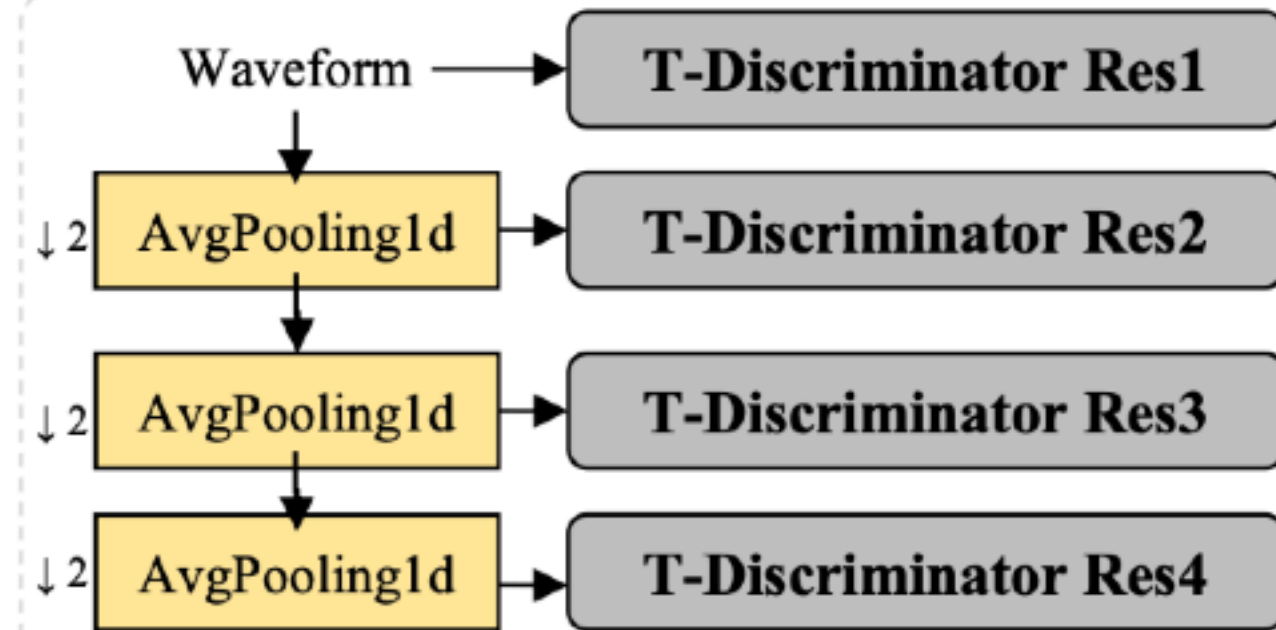 Waveform
T-Discriminator Res1
↓2
AvgPooling1d
T-Discriminator Res2
↓2
AvgPooling1d
T-Discriminator Res3
↓2
AvgPooling1d
T-Discriminator Res4